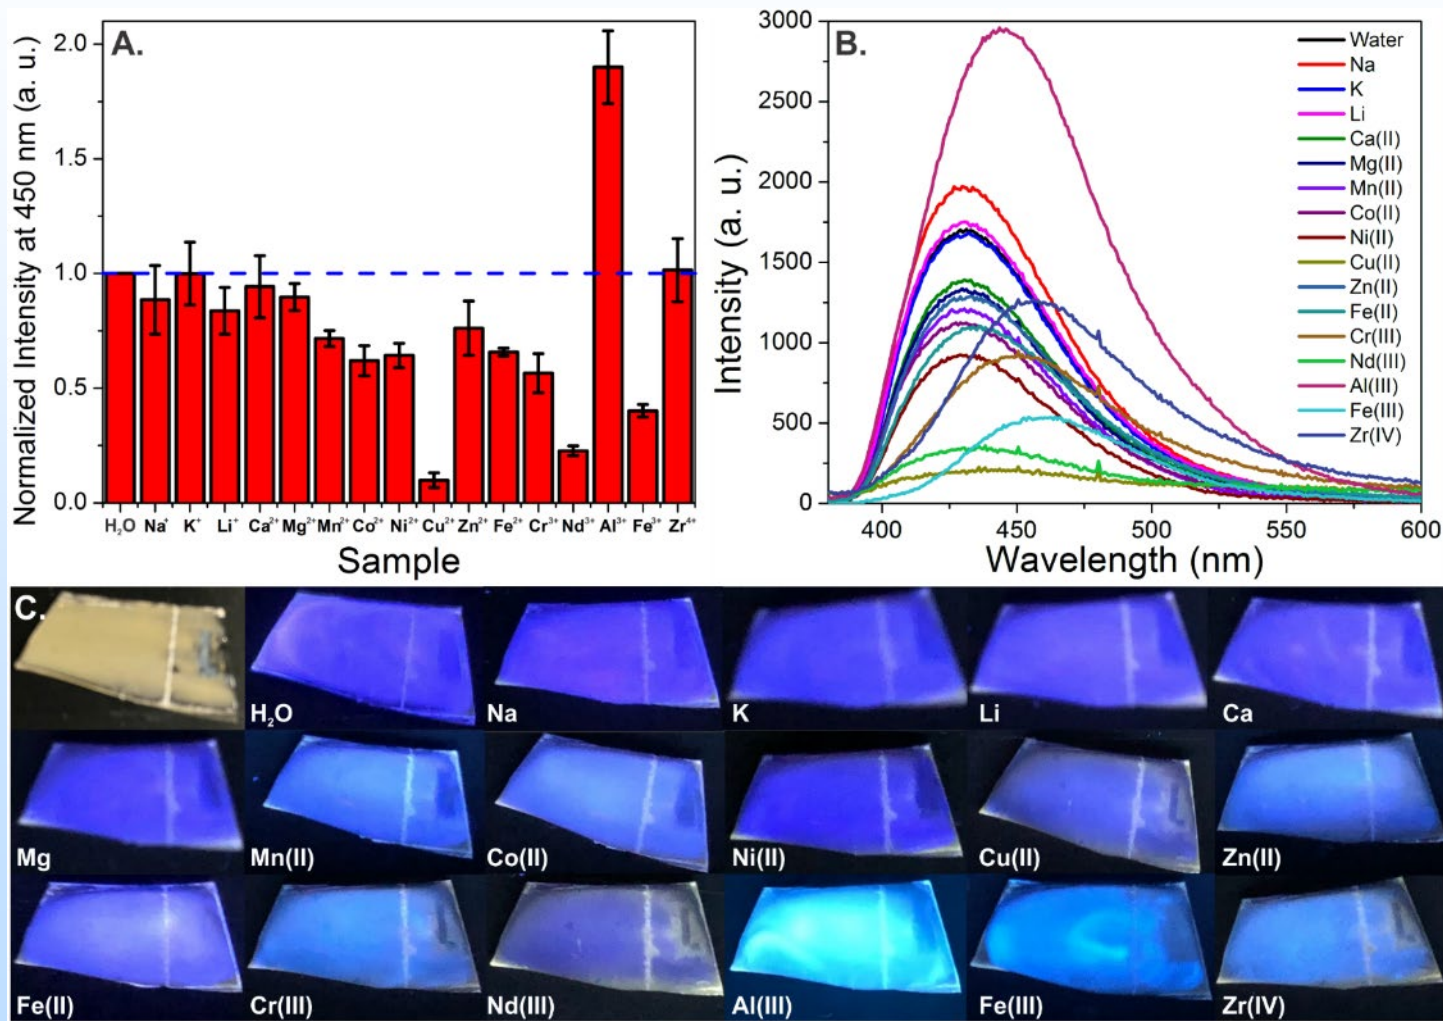 A.
Normalized Intensity at 450 nm (a. u.)
2.0
1.5
1.0
0.5
0.0
H₂O Na⁺ K⁺ Li⁺ Ca²⁺ Mg²⁺ Mn²⁺ Co²⁺ Ni²⁺ Cu²⁺ Zn²⁺ Fe²⁺ Cr³⁺ Nd³⁺ Al³⁺ Fe³⁺ Zr⁴⁺
Sample
B.
Intensity (a. u.)
3000
2500
2000
1500
1000
500
0
400 450 500 550 600
Wavelength (nm)
Water
Na
K
Li
Ca(II)
Mg(II)
Mn(II)
Co(II)
Ni(II)
Cu(II)
Zn(II)
Fe(II)
Cr(III)
Nd(III)
Al(III)
Fe(III)
Zr(IV)
C.
H₂O Na K Li Ca
Mg Mn(II) Co(II) Ni(II) Cu(II) Zn(II)
Fe(II) Cr(III) Nd(III) Al(III) Fe(III) Zr(IV)